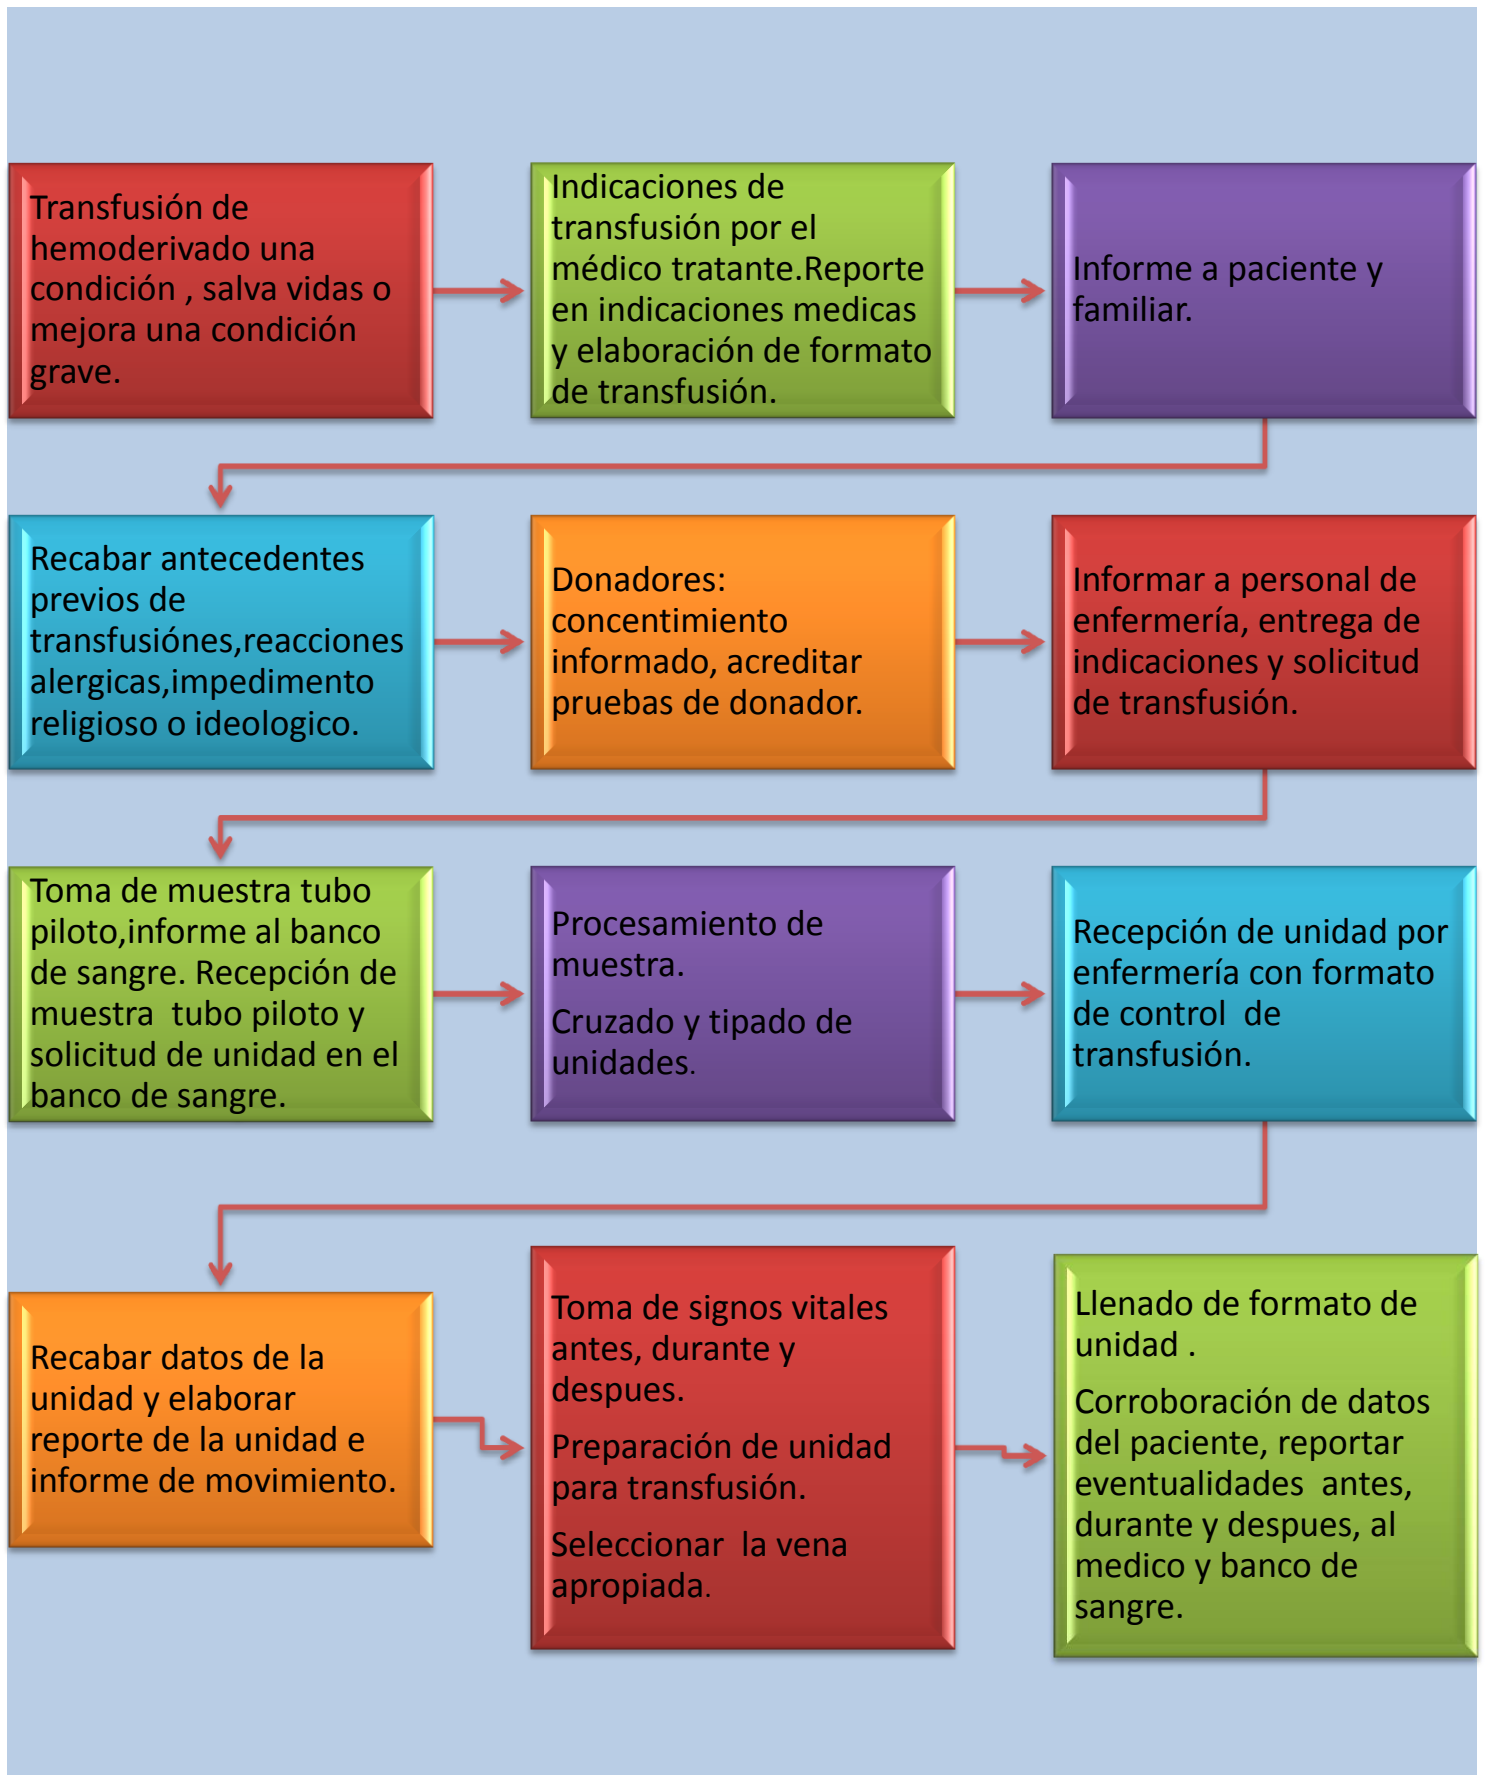 Transfusión de
hemoderivado una
condición , salva vidas o
mejora una condición
grave.
Indicaciones de
transfusión por el
médico tratante.Reporte
en indicaciones medicas
y elaboración de formato
de transfusión.
Informe a paciente y
familiar.
Recabar antecedentes
previos de
transfusiónes,reacciones
alergicas,impedimento
religioso o ideologico.
Donadores:
concentimiento
informado, acreditar
pruebas de donador.
Informar a personal de
enfermería, entrega de
indicaciones y solicitud
de transfusión.
Toma de muestra tubo
piloto,informe al banco
de sangre. Recepción de
muestra  tubo piloto y
solicitud de unidad en el
banco de sangre.
Procesamiento de
muestra.
Cruzado y tipado de
unidades.
Recepción de unidad por
enfermería con formato
de control  de
transfusión.
Recabar datos de la
unidad y elaborar
reporte de la unidad e
informe de movimiento.
Toma de signos vitales
antes, durante y
despues.
Preparación de unidad
para transfusión.
Seleccionar  la vena
apropiada.
Llenado de formato de
unidad .
Corroboración de datos
del paciente, reportar
eventualidades  antes,
durante y despues, al
medico y banco de
sangre.